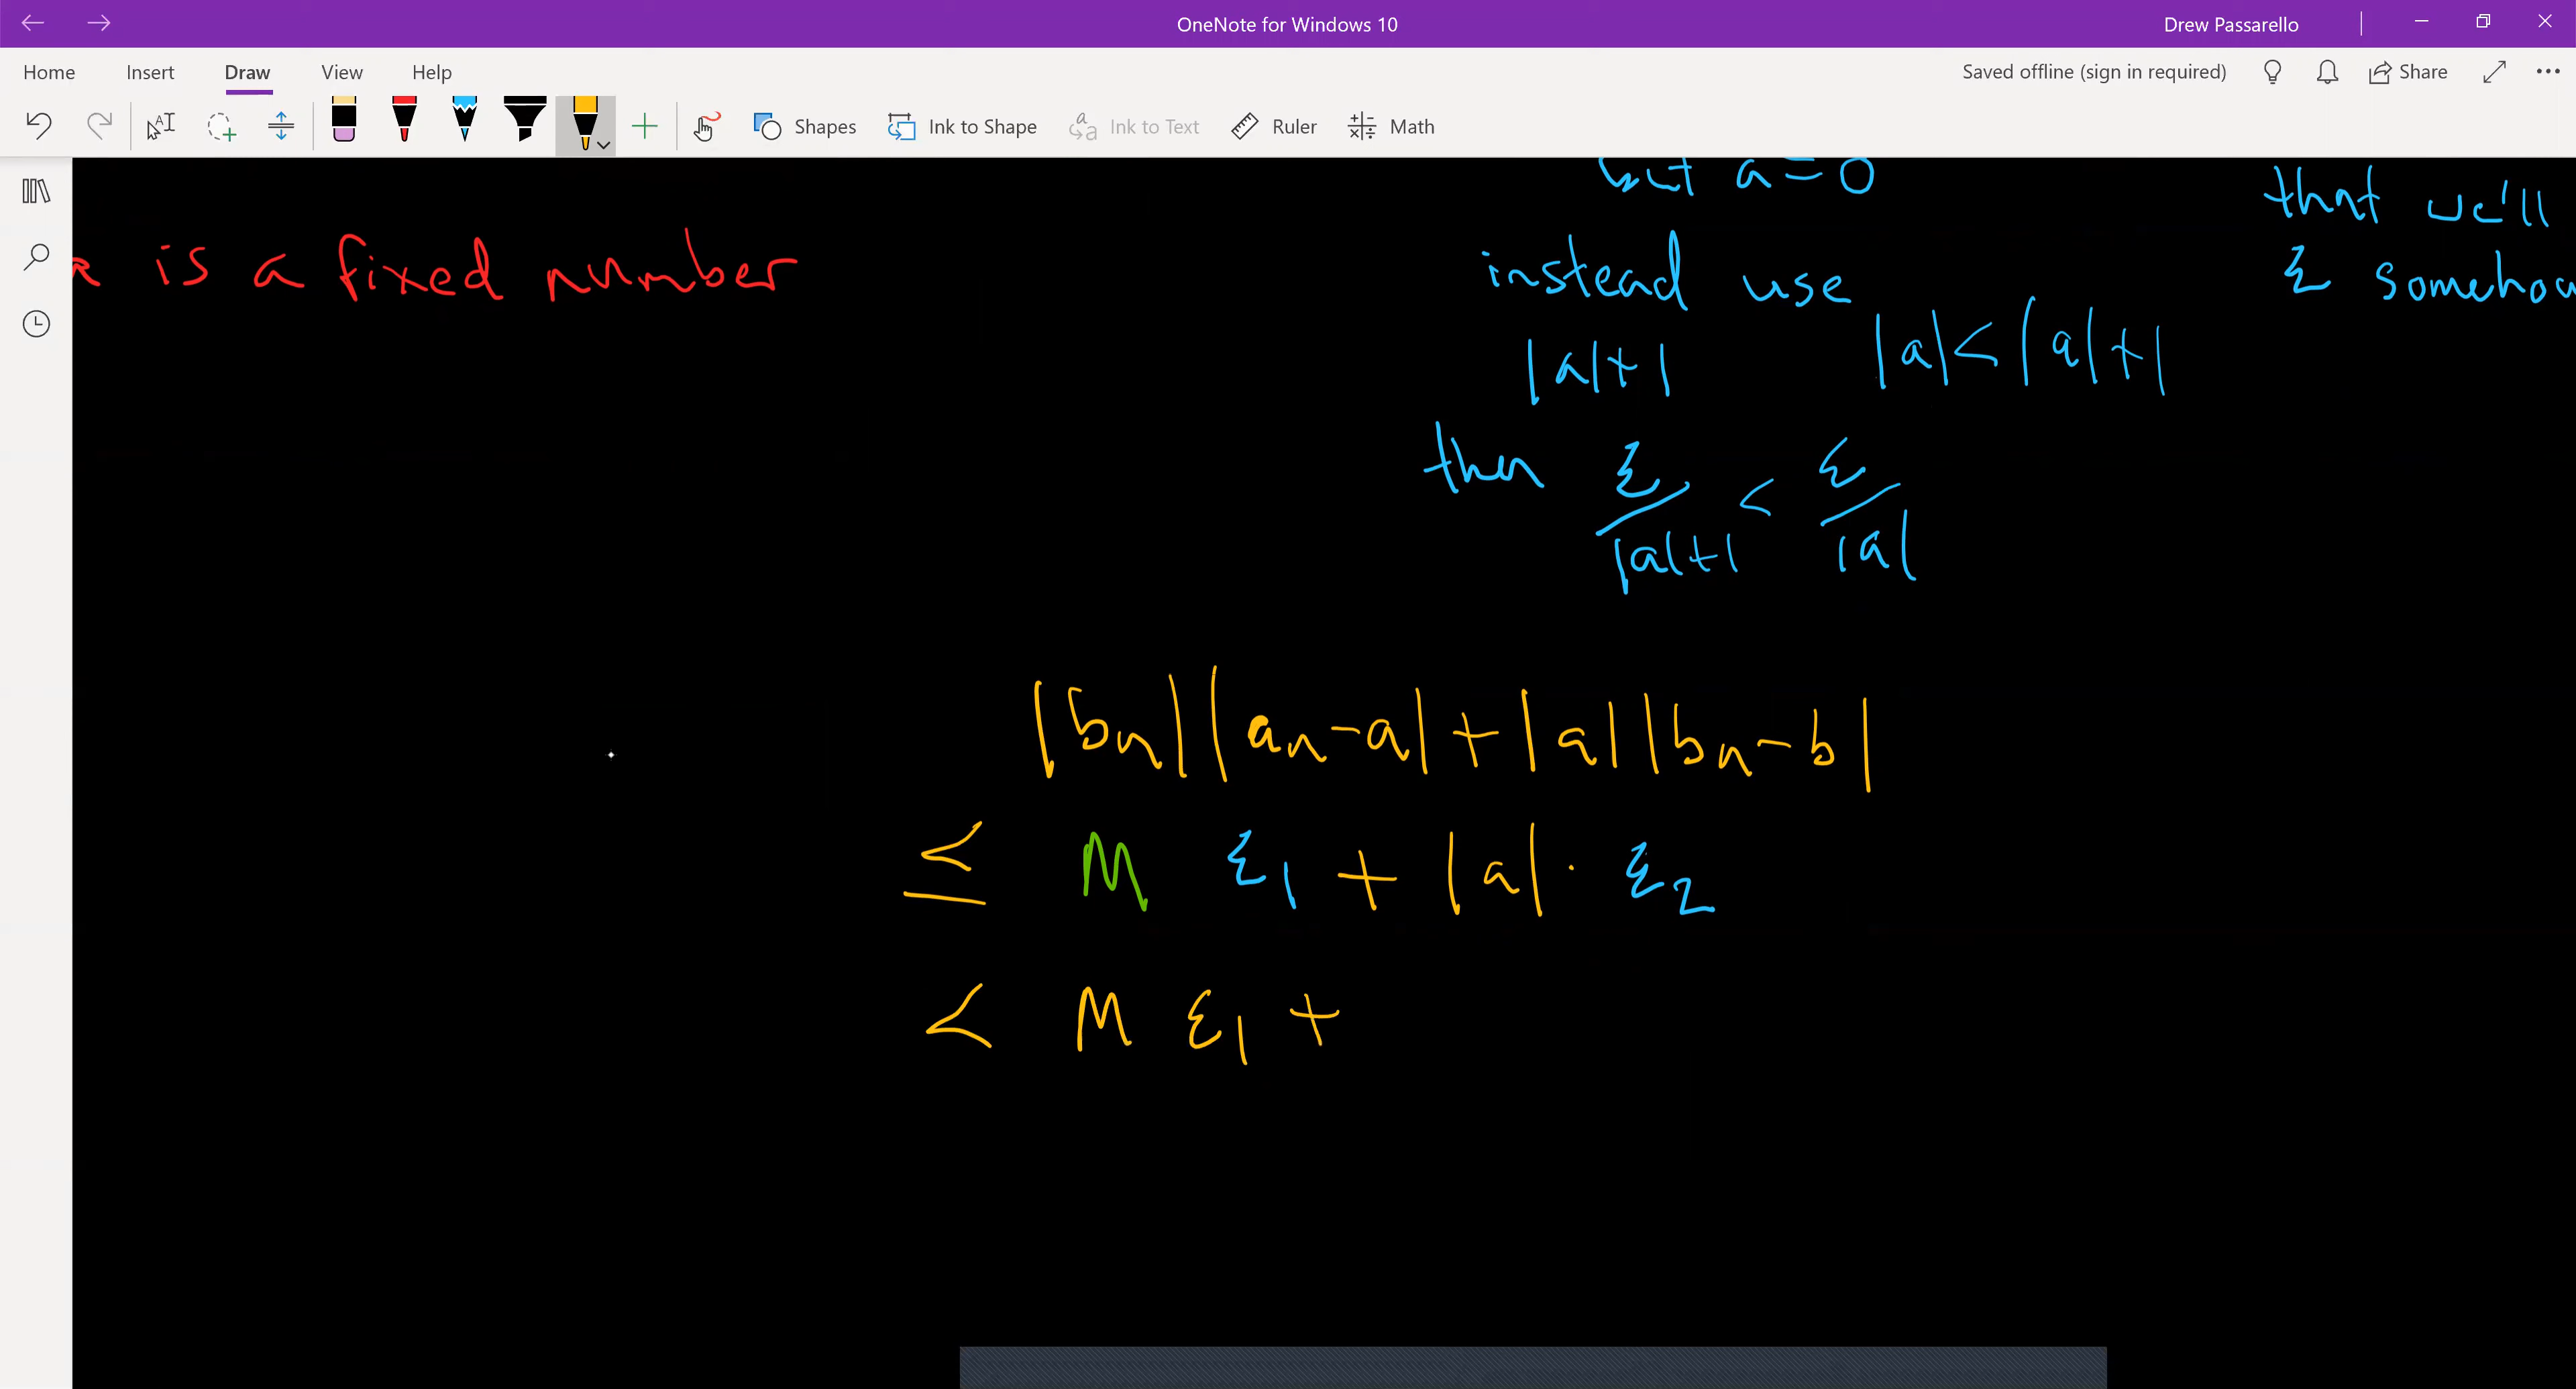 OneNote for Windows 10
Drew Passarello
Home Insert Draw View Help
Saved offline (sign in required) Share
Shapes Ink to Shape Ink to Text Ruler Math
but a = 0
that we'll
is a fixed number
instead use
ε
|a|+1 |a| < |a|+1
then ε/(|a|+1) < ε/|a|
|bₙ||aₙ-a|+|a||bₙ-b|
≤ M ε₁ + |a| · ε₂
< M ε₁ +